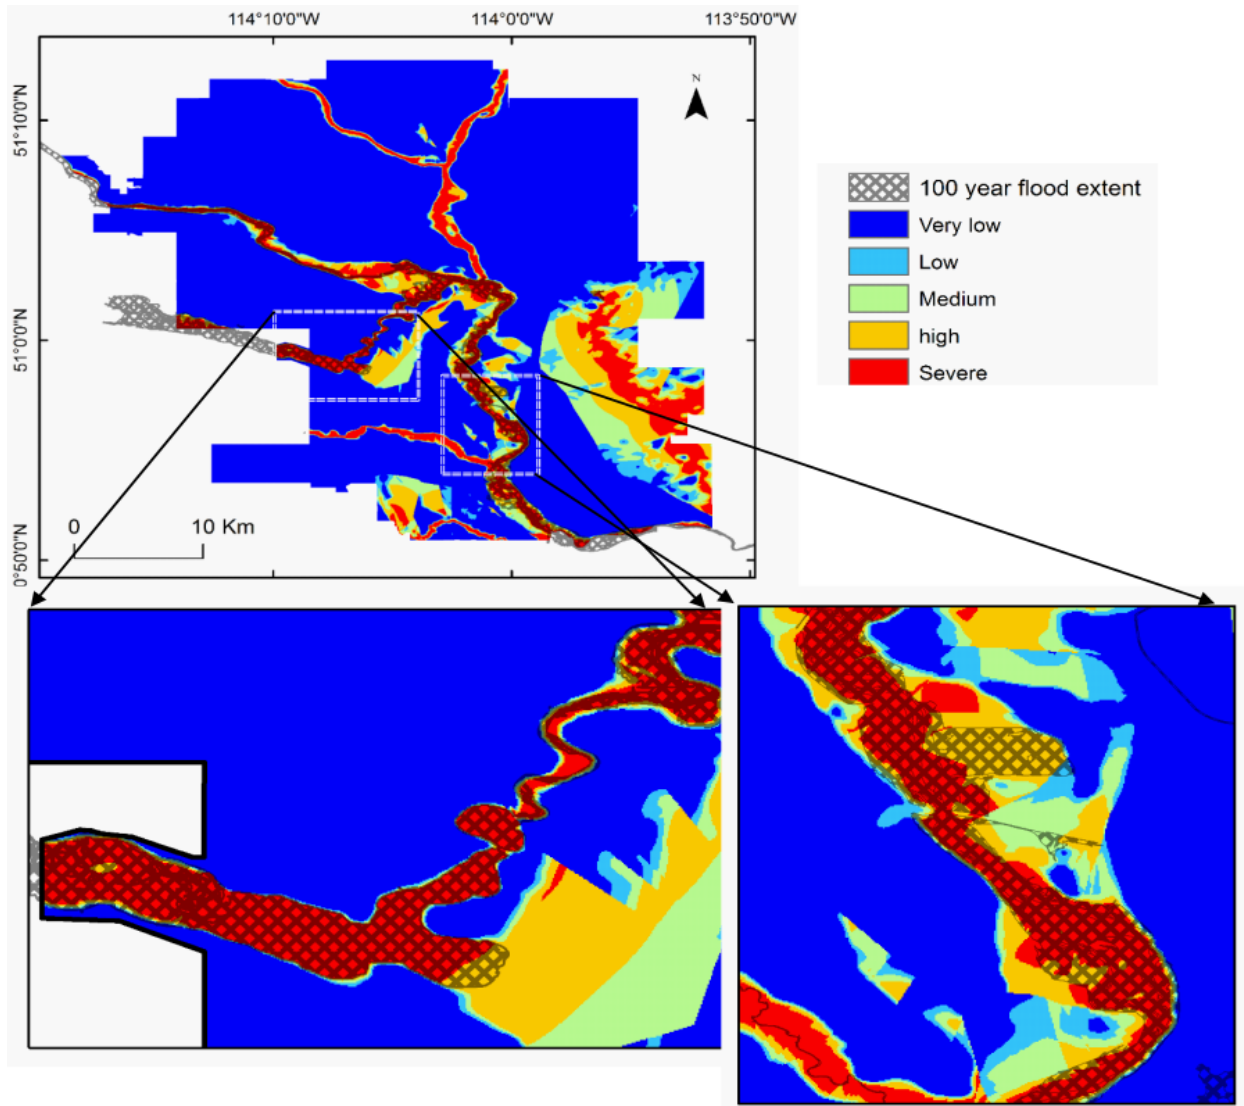 114°10'0"W 114°0'0"W 113°50'0"W
51°10'0"N
51°0'0"N
0°50'0"N
N
0 10 Km
100 year flood extent
Very low
Low
Medium
high
Severe